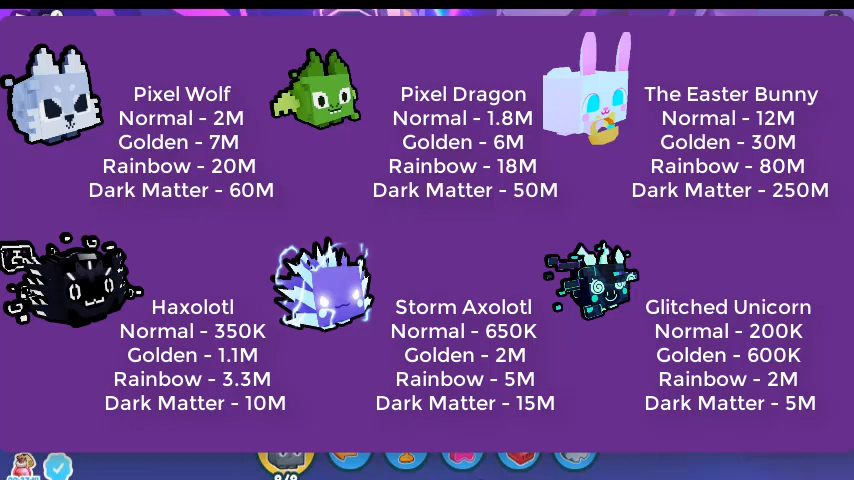 Pixel Wolf
Normal - 2M
Golden - 7M
Rainbow - 20M
Dark Matter - 60M
Pixel Dragon
Normal - 1.8M
Golden - 6M
Rainbow - 18M
Dark Matter - 50M
The Easter Bunny
Normal - 12M
Golden - 30M
Rainbow - 80M
Dark Matter - 250M
Haxolotl
Normal - 350K
Golden - 1.1M
Rainbow - 3.3M
Dark Matter - 10M
Storm Axolotl
Normal - 650K
Golden - 2M
Rainbow - 5M
Dark Matter - 15M
Glitched Unicorn
Normal - 200K
Golden - 600K
Rainbow - 2M
Dark Matter - 5M